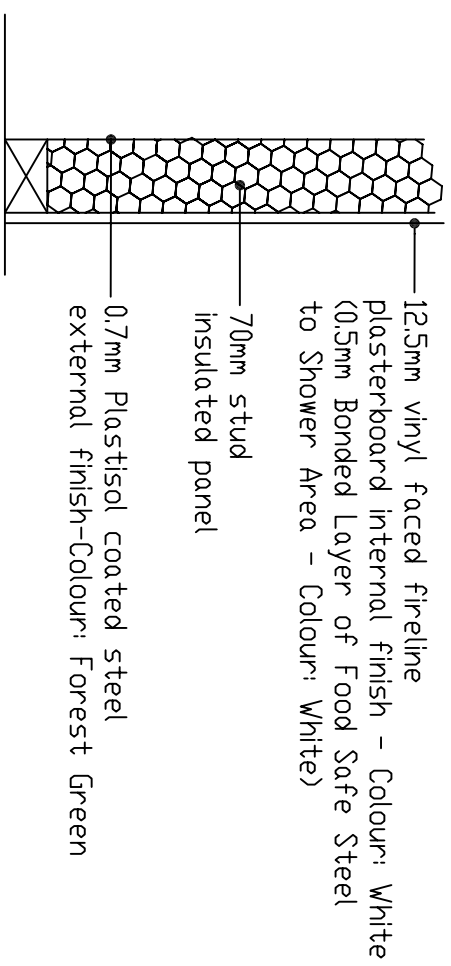 12.5mm vinyl faced fireline
plasterboard internal finish - Colour: White
(0.5mm Bonded Layer of Food Safe Steel
to Shower Area - Colour: White)
70mm stud
insulated panel
0.7mm Plastisol coated steel
external finish-Colour: Forest Green